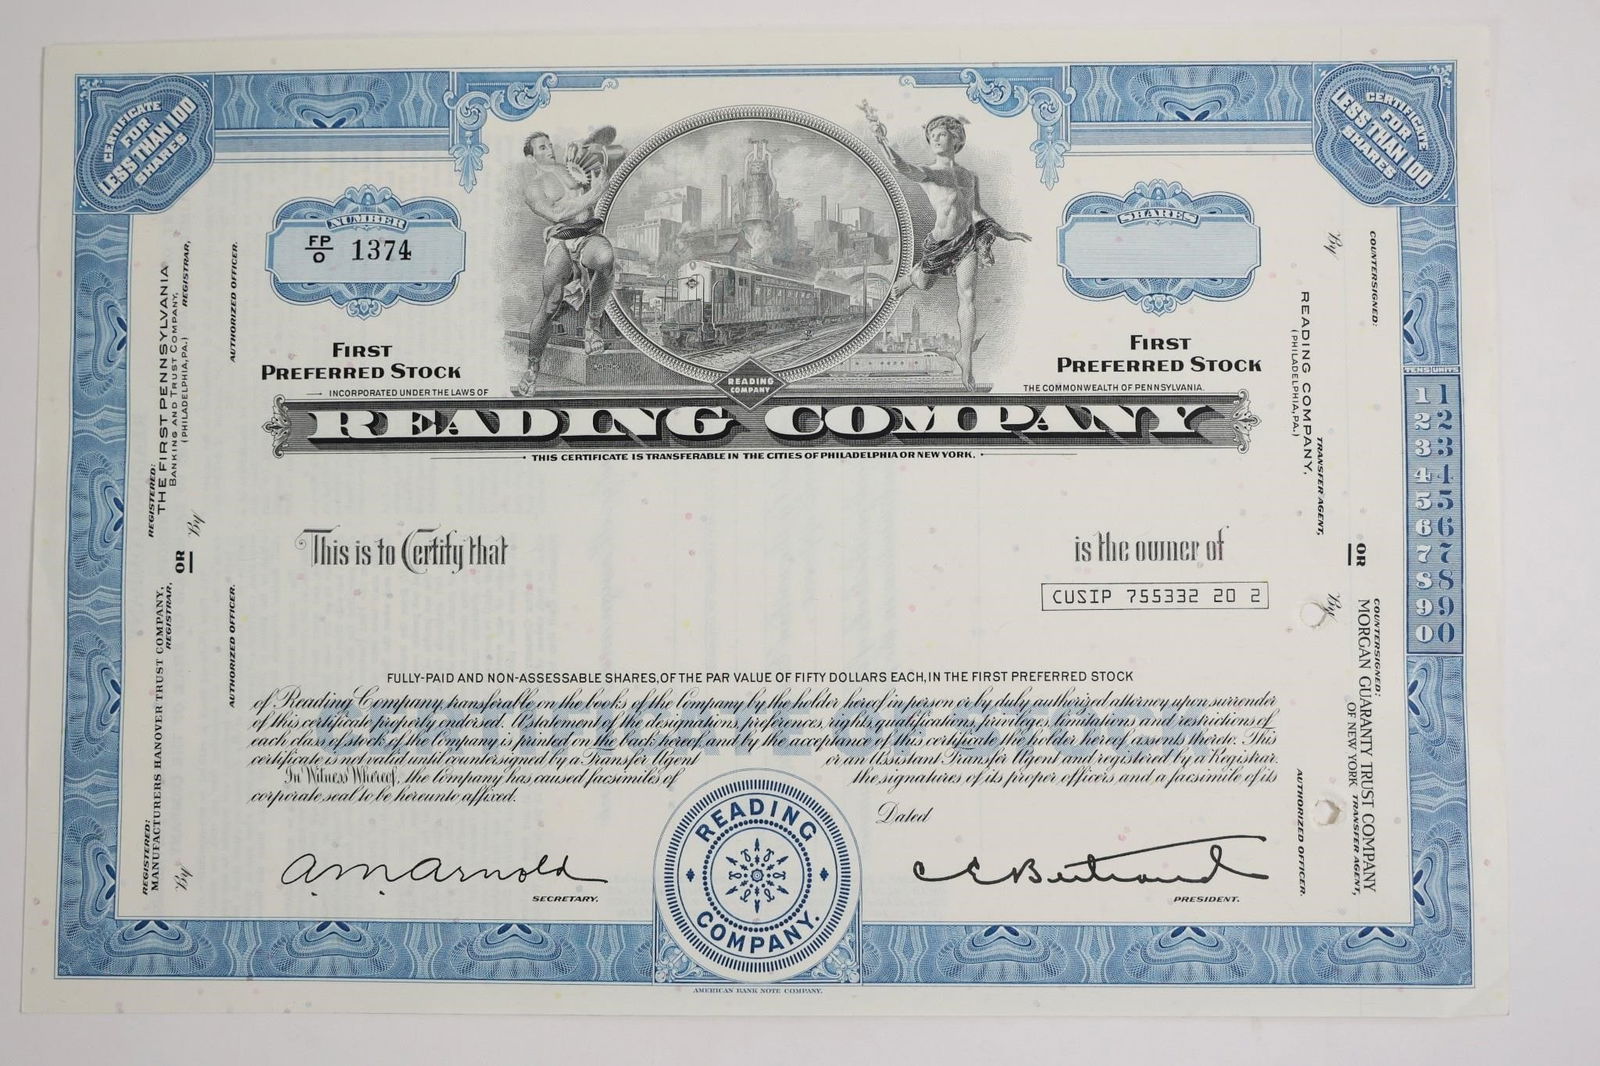 CERTIFICATE
FOR
LESS THAN 100
SHARES
CERTIFICATE
FOR
LESS THAN 100
SHARES
NUMBER
FP/O 1374
SHARES
FIRST
PREFERRED STOCK
FIRST
PREFERRED STOCK
READING
COMPANY
INCORPORATED UNDER THE LAWS OF
THE COMMONWEALTH OF PENNSYLVANIA.
READING COMPANY
THIS CERTIFICATE IS TRANSFERABLE IN THE CITIES OF PHILADELPHIA OR NEW YORK.
This is to Certify that
is the owner of
CUSIP 755332 20 2
FULLY-PAID AND NON-ASSESSABLE SHARES, OF THE PAR VALUE OF FIFTY DOLLARS EACH, IN THE FIRST PREFERRED STOCK
of Reading Company, transferable on the books of the Company by the holder hereof in person or by duly authorized attorney upon surrender
of this certificate properly endorsed. A statement of the designations, preferences, rights, qualifications, privileges, limitations and restrictions of
each class of stock of the Company is printed on the back hereof, and by the acceptance of this certificate the holder hereof assents thereto. This
certificate is not valid until countersigned by a Transfer Agent or an Assistant Transfer Agent and registered by a Registrar.
In Witness Whereof, the Company has caused facsimiles of the signatures of its proper officers and a facsimile of its
corporate seal to be hereunto affixed.
Dated
A M Arnold
SECRETARY.
C E Bertrand
PRESIDENT.
READING
COMPANY.
AMERICAN BANK NOTE COMPANY.
REGISTERED:
THE FIRST PENNSYLVANIA
BANKING AND TRUST COMPANY,
(PHILADELPHIA, PA.) REGISTRAR,
By
AUTHORIZED OFFICER.
OR
REGISTERED:
MANUFACTURERS HANOVER TRUST COMPANY,
REGISTRAR,
By
AUTHORIZED OFFICER.
COUNTERSIGNED:
READING COMPANY,
(PHILADELPHIA, PA.) TRANSFER AGENT,
By
OR
COUNTERSIGNED:
MORGAN GUARANTY TRUST COMPANY
OF NEW YORK TRANSFER AGENT,
By
AUTHORIZED OFFICER.
TENS UNITS
1 1
2 2
3 3
4 4
5 5
6 6
7 7
8 8
9 9
0 0